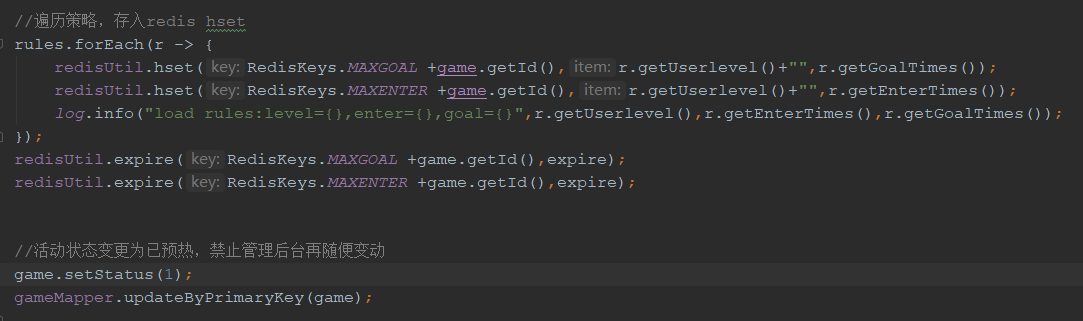 //遍历策略，存入redis hset
rules.forEach(r -> {
redisUtil.hset( key: RedisKeys.MAXGOAL +game.getId(), item: r.getUserlevel()+"",r.getGoalTimes());
redisUtil.hset( key: RedisKeys.MAXENTER +game.getId(), item: r.getUserlevel()+"",r.getEnterTimes());
log.info("load rules:level={},enter={},goal={}",r.getUserlevel(),r.getEnterTimes(),r.getGoalTimes());
});
redisUtil.expire( key: RedisKeys.MAXGOAL +game.getId(),expire);
redisUtil.expire( key: RedisKeys.MAXENTER +game.getId(),expire);
//活动状态变更为已预热，禁止管理后台再随便变动
game.setStatus(1);
gameMapper.updateByPrimaryKey(game);